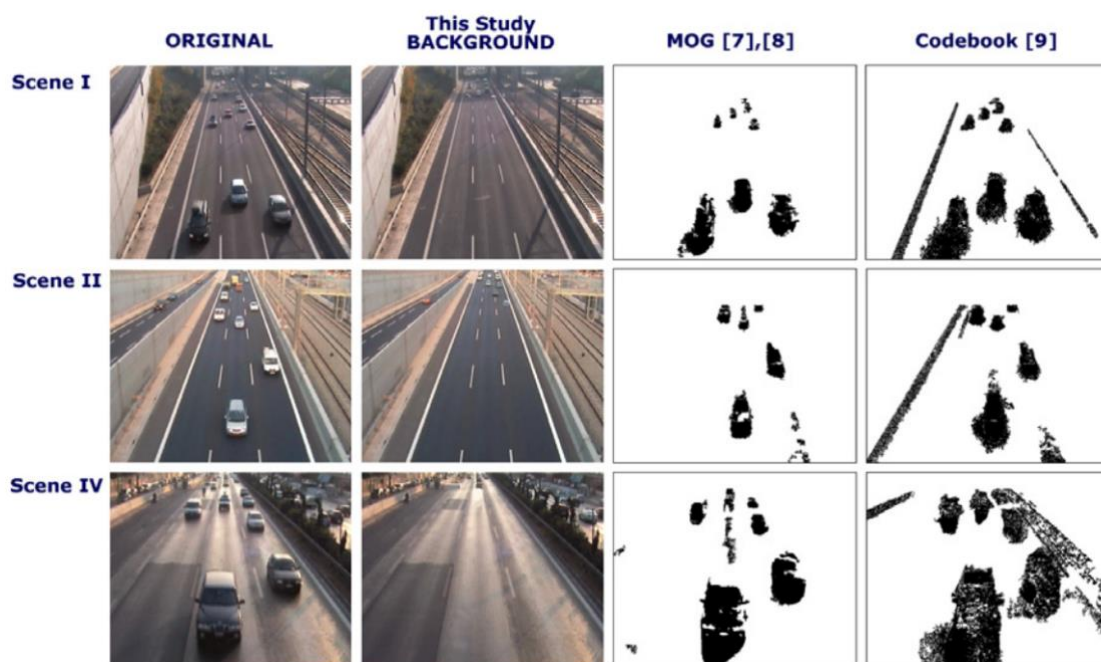 ORIGINAL
This Study
BACKGROUND
MOG [7],[8]
Codebook [9]
Scene I
Scene II
Scene IV